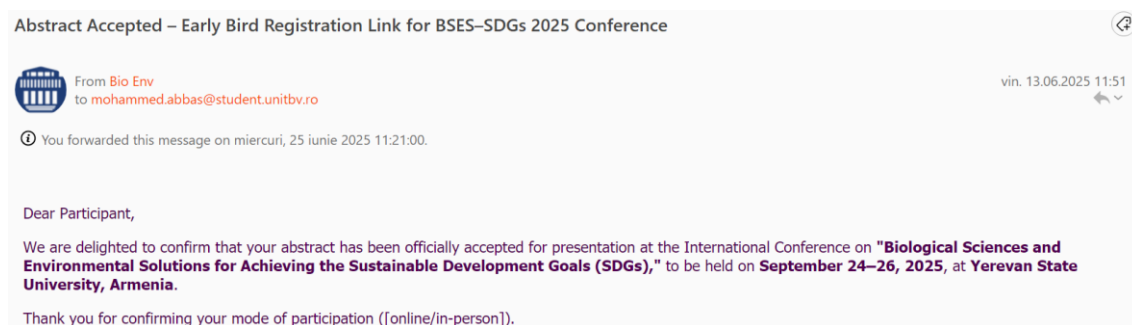 Abstract Accepted – Early Bird Registration Link for BSES–SDGs 2025 Conference
From Bio Env
vin. 13.06.2025 11:51
to mohammed.abbas@student.unitbv.ro
You forwarded this message on miercuri, 25 iunie 2025 11:21:00.
Dear Participant,
We are delighted to confirm that your abstract has been officially accepted for presentation at the International Conference on "Biological Sciences and
Environmental Solutions for Achieving the Sustainable Development Goals (SDGs)," to be held on September 24–26, 2025, at Yerevan State
University, Armenia.
Thank you for confirming your mode of participation ([online/in-person]).